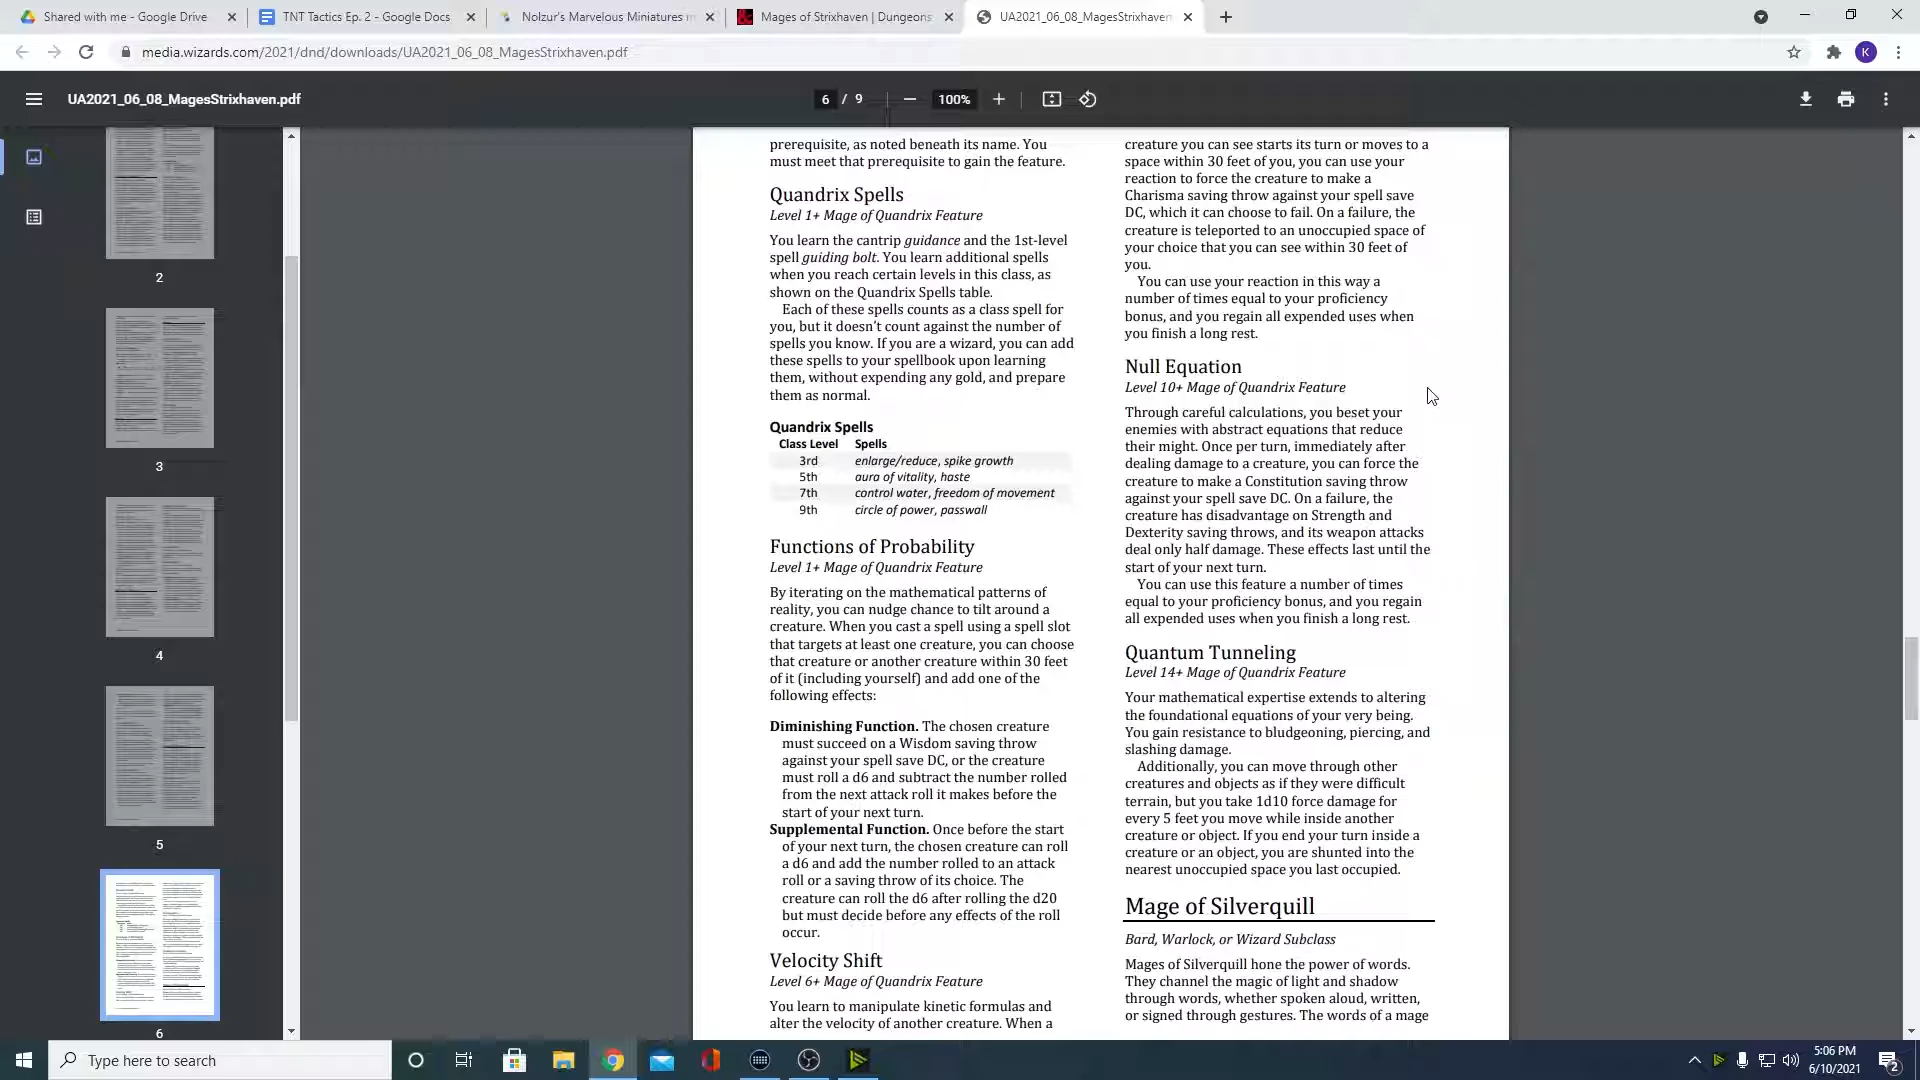 Shared with me - Google Drive
TNT Tactics Ep. 2 - Google Docs
Nolzur's Marvelous Miniatures
Mages of Strixhaven | Dungeons
UA2021_06_08_MagesStrixhaven
media.wizards.com/2021/dnd/downloads/UA2021_06_08_MagesStrixhaven.pdf
K
UA2021_06_08_MagesStrixhaven.pdf
6 / 9
100%
2
3
4
5
6
prerequisite, as noted beneath its name. You
must meet that prerequisite to gain the feature.
Quandrix Spells
Level 1+ Mage of Quandrix Feature
You learn the cantrip guidance and the 1st-level
spell guiding bolt. You learn additional spells
when you reach certain levels in this class, as
shown on the Quandrix Spells table.
Each of these spells counts as a class spell for
you, but it doesn't count against the number of
spells you know. If you are a wizard, you can add
these spells to your spellbook upon learning
them, without expending any gold, and prepare
them as normal.
Quandrix Spells
Class Level Spells
3rd enlarge/reduce, spike growth
5th aura of vitality, haste
7th control water, freedom of movement
9th circle of power, passwall
Functions of Probability
Level 1+ Mage of Quandrix Feature
By iterating on the mathematical patterns of
reality, you can nudge chance to tilt around a
creature. When you cast a spell using a spell slot
that targets at least one creature, you can choose
that creature or another creature within 30 feet
of it (including yourself) and add one of the
following effects:
Diminishing Function. The chosen creature
must succeed on a Wisdom saving throw
against your spell save DC, or the creature
must roll a d6 and subtract the number rolled
from the next attack roll it makes before the
start of your next turn.
Supplemental Function. Once before the start
of your next turn, the chosen creature can roll
a d6 and add the number rolled to an attack
roll or a saving throw of its choice. The
creature can roll the d6 after rolling the d20
but must decide before any effects of the roll
occur.
Velocity Shift
Level 6+ Mage of Quandrix Feature
You learn to manipulate kinetic formulas and
alter the velocity of another creature. When a
creature you can see starts its turn or moves to a
space within 30 feet of you, you can use your
reaction to force the creature to make a
Charisma saving throw against your spell save
DC, which it can choose to fail. On a failure, the
creature is teleported to an unoccupied space of
your choice that you can see within 30 feet of
you.
You can use your reaction in this way a
number of times equal to your proficiency
bonus, and you regain all expended uses when
you finish a long rest.
Null Equation
Level 10+ Mage of Quandrix Feature
Through careful calculations, you beset your
enemies with abstract equations that reduce
their might. Once per turn, immediately after
dealing damage to a creature, you can force the
creature to make a Constitution saving throw
against your spell save DC. On a failure, the
creature has disadvantage on Strength and
Dexterity saving throws, and its weapon attacks
deal only half damage. These effects last until the
start of your next turn.
You can use this feature a number of times
equal to your proficiency bonus, and you regain
all expended uses when you finish a long rest.
Quantum Tunneling
Level 14+ Mage of Quandrix Feature
Your mathematical expertise extends to altering
the foundational equations of your very being.
You gain resistance to bludgeoning, piercing, and
slashing damage.
Additionally, you can move through other
creatures and objects as if they were difficult
terrain, but you take 1d10 force damage for
every 5 feet you move while inside another
creature or object. If you end your turn inside a
creature or an object, you are shunted into the
nearest unoccupied space you last occupied.
Mage of Silverquill
Bard, Warlock, or Wizard Subclass
Mages of Silverquill hone the power of words.
They channel the magic of light and shadow
through words, whether spoken aloud, written,
or signed through gestures. The words of a mage
Type here to search
5:06 PM
6/10/2021
2